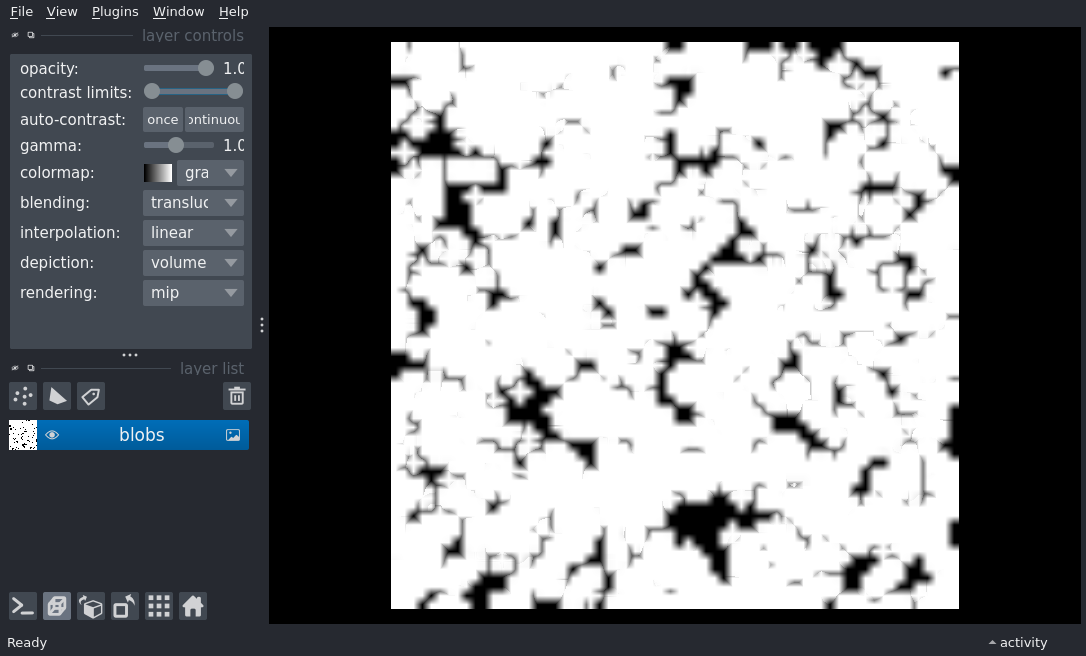 File View Plugins Window Help
layer controls
opacity: 1.0
contrast limits:
auto-contrast: once ontinuou
gamma: 1.0
colormap: gra
blending: transluc
interpolation: linear
depiction: volume
rendering: mip
layer list
blobs
Ready activity